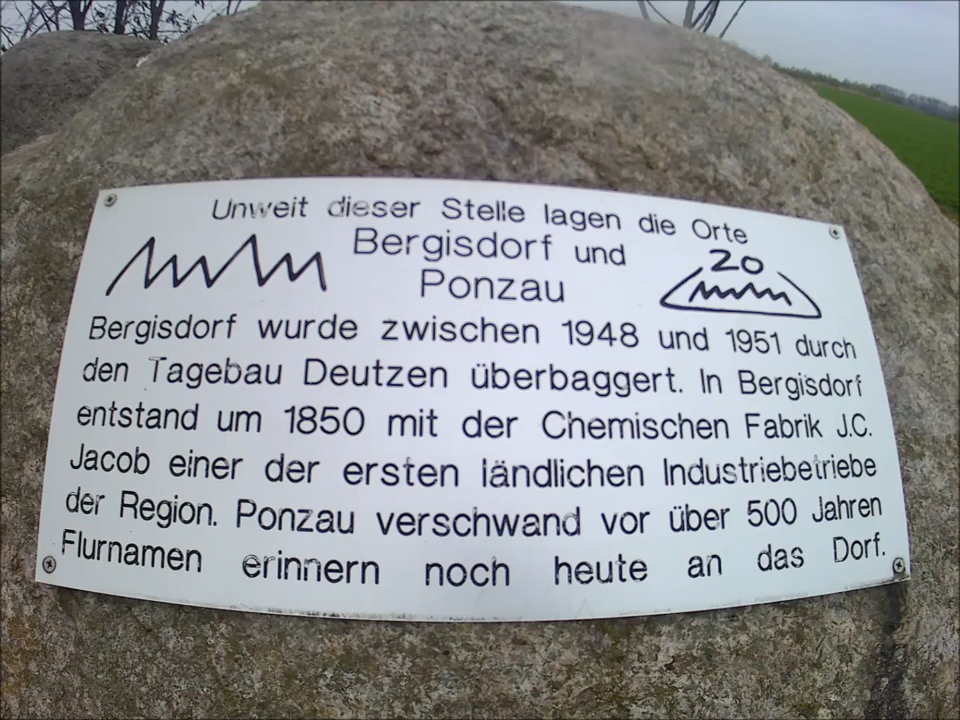 Unweit dieser Stelle lagen die Orte
Bergisdorf und
Ponzau
20
Bergisdorf wurde zwischen 1948 und 1951 durch
den Tagebau Deutzen überbaggert. In Bergisdorf
entstand um 1850 mit der Chemischen Fabrik J.C.
Jacob einer der ersten ländlichen Industriebetriebe
der Region. Ponzau verschwand vor über 500 Jahren
Flurnamen erinnern noch heute an das Dorf.